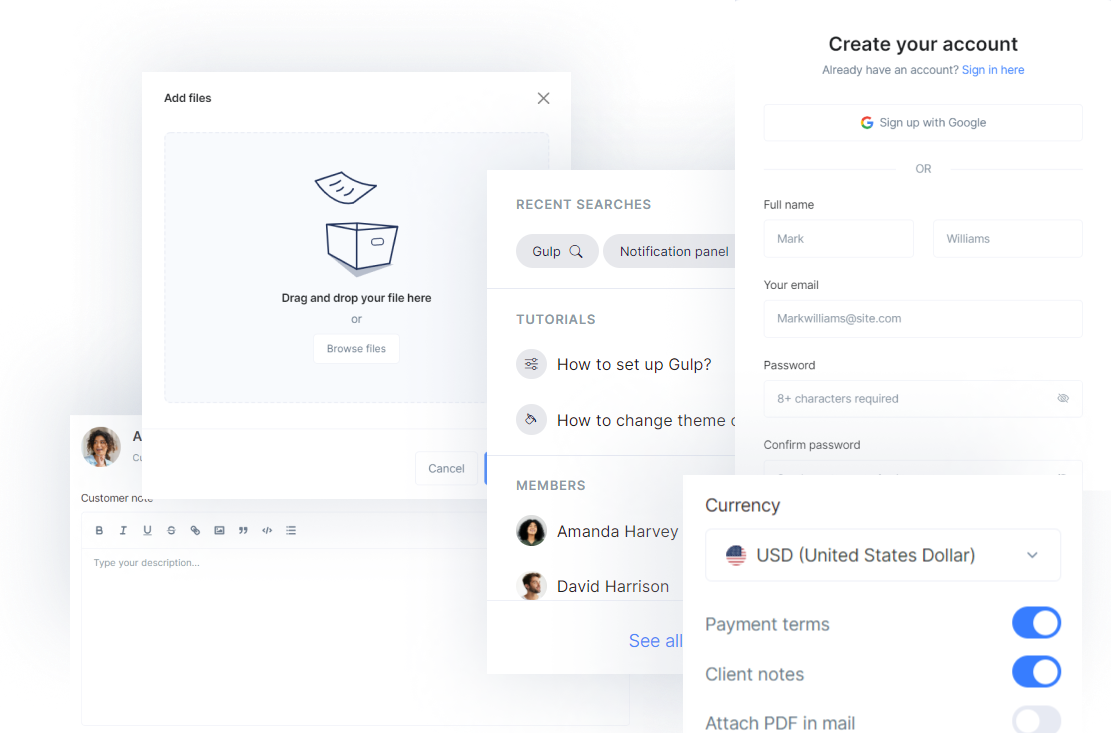 Create your account
Already have an account? Sign in here
Sign up with Google
OR
Full name
Mark
Williams
Your email
Markwilliams@site.com
Password
8+ characters required
Confirm password
Add files
Drag and drop your file here
or
Browse files
Cancel
RECENT SEARCHES
Gulp
Notification panel
TUTORIALS
How to set up Gulp?
How to change theme
MEMBERS
Amanda Harvey
David Harrison
See all
Customer note
B I U S
Type your description...
Currency
USD (United States Dollar)
Payment terms
Client notes
Attach PDF in mail